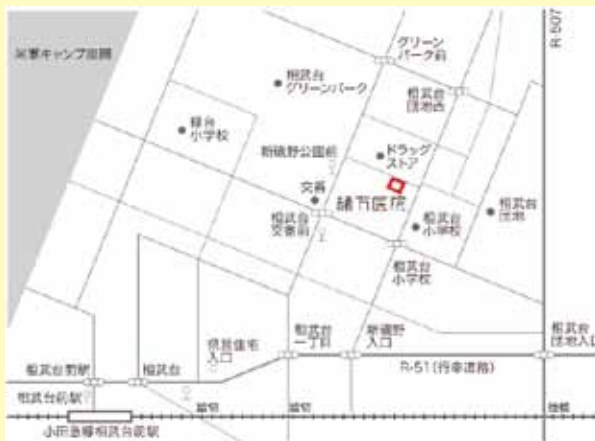 グリーン
パーク前
R-507
米軍キャンプ座間
相武台
グリーンパーク
相武台
団地西
緑台
小学校
新磯野公園前
ドラッグ
ストア
交番
相武台
交番前
相武台
小学校
相武台
団地
相武台
小学校
県営住宅
入口
相武台
一丁目
新磯野
入口
相武台
団地入口
R-51(行幸道路)
相武台前駅
相武台
相武台前駅
踏切
踏切
小田急線相武台前駅